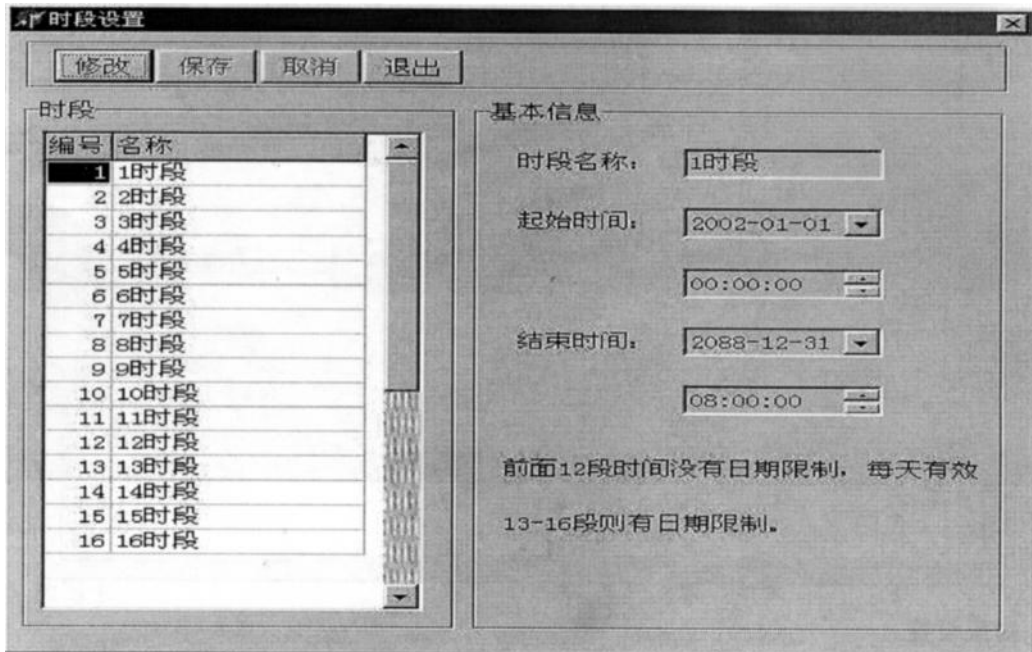 时段设置
修改 保存 取消 退出
时段
编号 名称
1 1时段
2 2时段
3 3时段
4 4时段
5 5时段
6 6时段
7 7时段
8 8时段
9 9时段
10 10时段
11 11时段
12 12时段
13 13时段
14 14时段
15 15时段
16 16时段
基本信息
时段名称: 1时段
起始时间: 2002-01-01
00:00:00
结束时间: 2088-12-31
08:00:00
前面12段时间没有日期限制, 每天有效
13-16段则有日期限制。